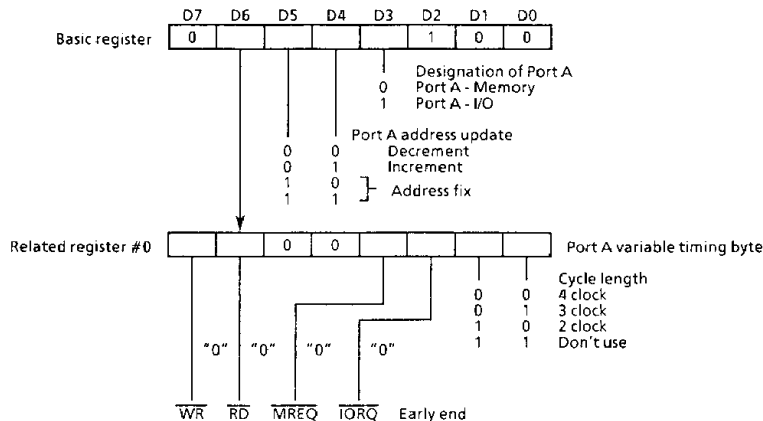 D7 D6 D5 D4 D3 D2 D1 D0
Basic register 0 1 0 0
Designation of Port A
0 Port A - Memory
1 Port A - I/O
Port A address update
0 0 Decrement
0 1 Increment
1 0
Address fix
1 1
Related register #0 0 0 Port A variable timing byte
Cycle length
0 0 4 clock
0 1 3 clock
1 0 2 clock
1 1 Don't use
"0" "0" "0" "0"
WR RD MREQ IORQ Early end